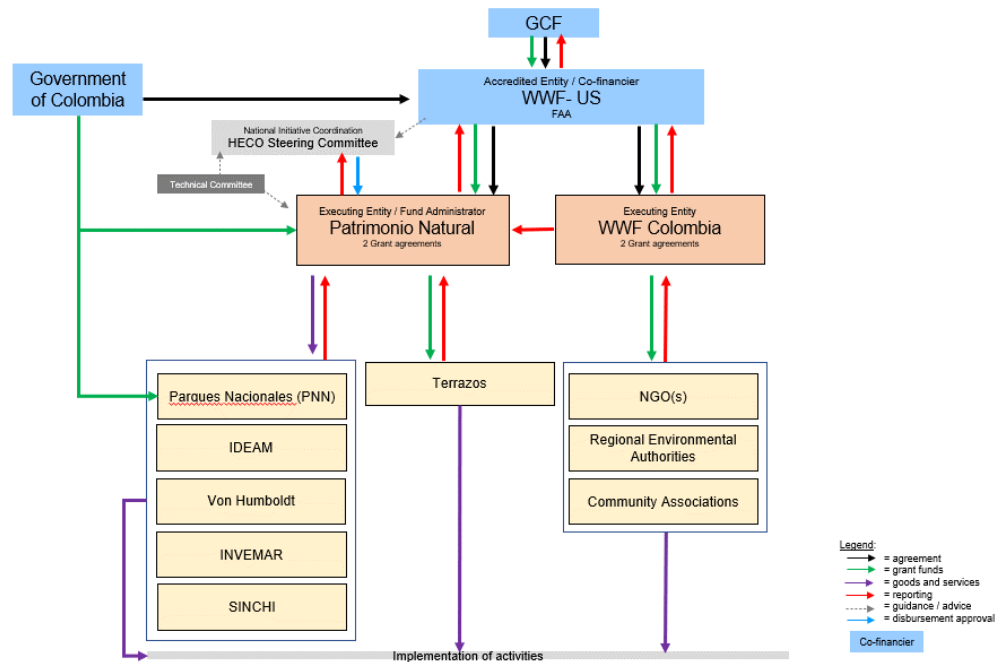 GCF
Government
of Colombia
Accredited Entity / Co-financier
WWF- US
FAA
National Initiative Coordination
HECO Steering Committee
Technical Committee
Executing Entity / Fund Administrator
Patrimonio Natural
2 Grant agreements
Executing Entity
WWF Colombia
2 Grant agreements
Parques Nacionales (PNN)
IDEAM
Von Humboldt
INVEMAR
SINCHI
Terrazos
NGO(s)
Regional Environmental
Authorities
Community Associations
Legend:
= agreement
= grant funds
= goods and services
= reporting
= guidance / advice
= disbursement approval
Co-financier
Implementation of activities